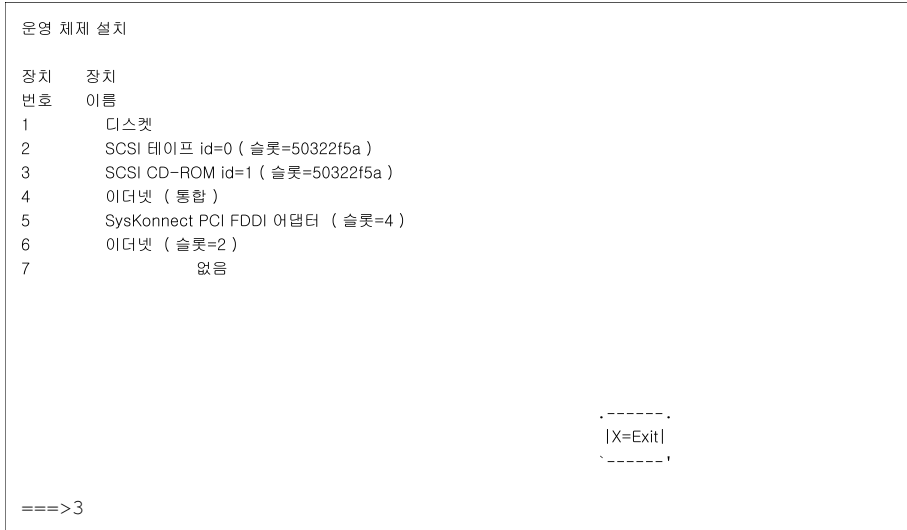 운영 체제 설치
장치 장치
번호 이름
1 디스켓
2 SCSI 테이프 id=0 ( 슬롯=50322f5a )
3 SCSI CD-ROM id=1 ( 슬롯=50322f5a )
4 이더넷 ( 통합 )
5 SysKonnect PCI FDDI 어댑터 ( 슬롯=4 )
6 이더넷 ( 슬롯=2 )
7 없음
.------.
|X=Exit|
`------'
===>3